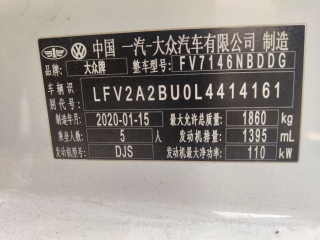 中国 一汽-大众汽车有限公司 制造
品牌: 大众牌 整车型号: FV7146NBDDG
车辆识别代号: LFV2A2BU0L4414161
制造年月: 2020-01-15 最大允许总质量: 1860 kg
乘坐人数: 5 人 发动机排量: 1395 mL
发动机型号: DJS 发动机最大净功率: 110 kW